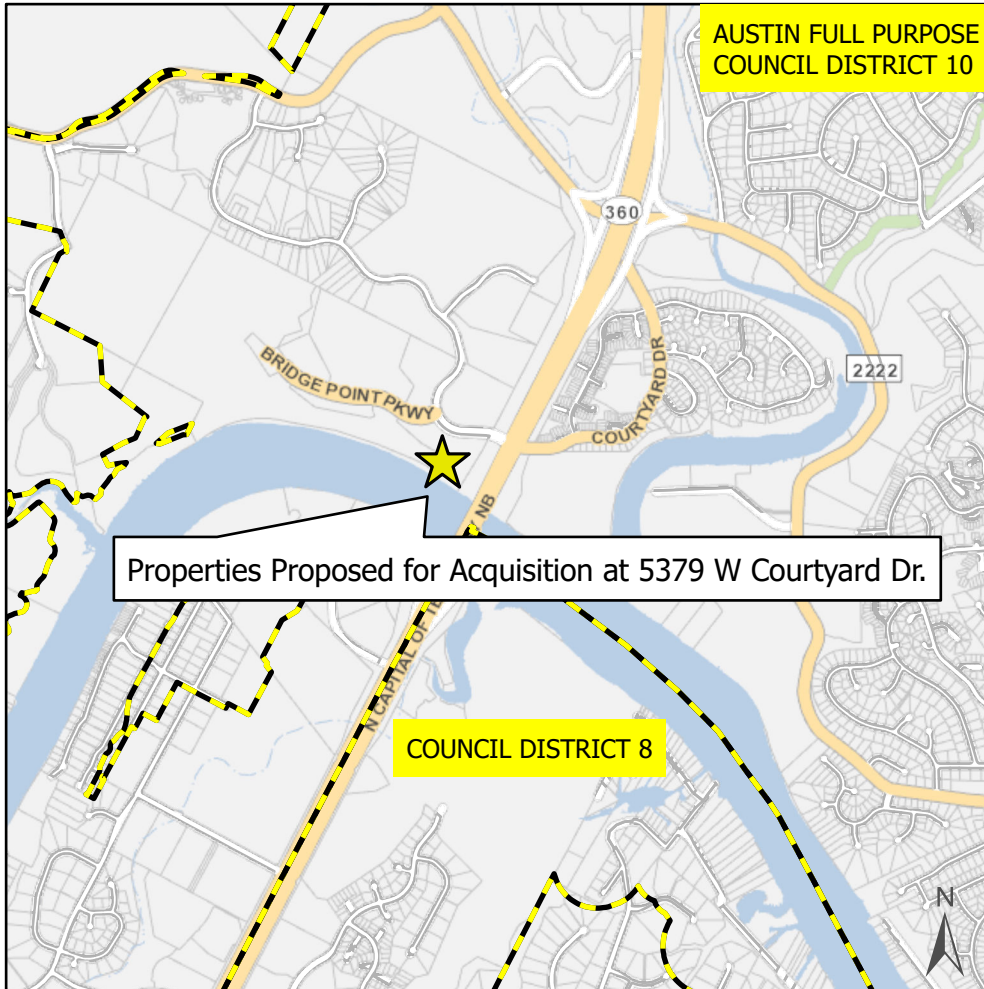 AUSTIN FULL PURPOSE
COUNCIL DISTRICT 10
360
BRIDGE POINT PKWY
COURTYARD DR
2222
Properties Proposed for Acquisition at 5379 W Courtyard Dr.
N CAPITAL OF
NB
COUNCIL DISTRICT 8
N